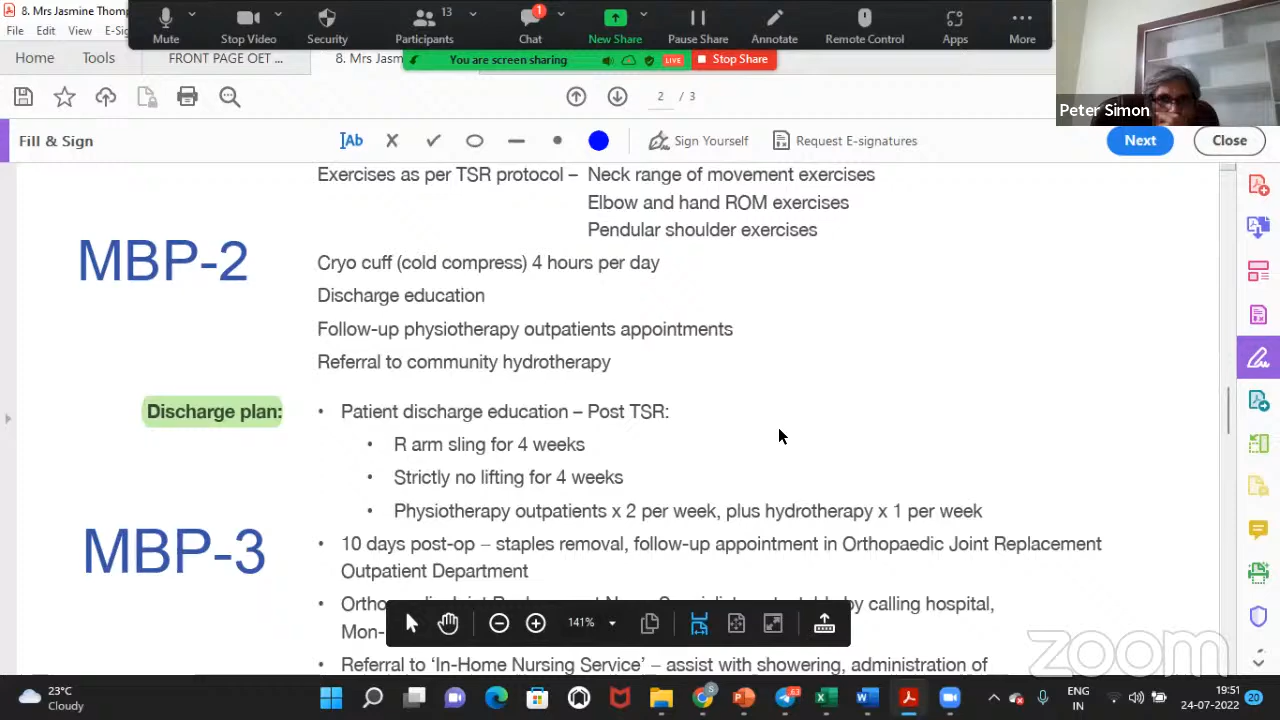 8. Mrs Jasmine Thomp
File Edit View E-Sig
Mute
Stop Video
Security
13
Participants
1
Chat
New Share
Pause Share
Annotate
Remote Control
Apps
More
You are screen sharing
LIVE
Stop Share
Home Tools FRONT PAGE OET ... 8. Mrs Jasm
2 / 3
Peter Simon
Fill & Sign
Ab
Sign Yourself
Request E-signatures
Next
Close
Exercises as per TSR protocol – Neck range of movement exercises
Elbow and hand ROM exercises
Pendular shoulder exercises
MBP-2
Cryo cuff (cold compress) 4 hours per day
Discharge education
Follow-up physiotherapy outpatients appointments
Referral to community hydrotherapy
Discharge plan:
• Patient discharge education – Post TSR:
• R arm sling for 4 weeks
• Strictly no lifting for 4 weeks
• Physiotherapy outpatients x 2 per week, plus hydrotherapy x 1 per week
MBP-3
• 10 days post-op – staples removal, follow-up appointment in Orthopaedic Joint Replacement
Outpatient Department
by calling hospital,
Mon-
141%
• Referral to ‘In-Home Nursing Service’ – assist with showering, administration of
zoom
23°C
Cloudy
63
ENG
IN
19:51
24-07-2022
20